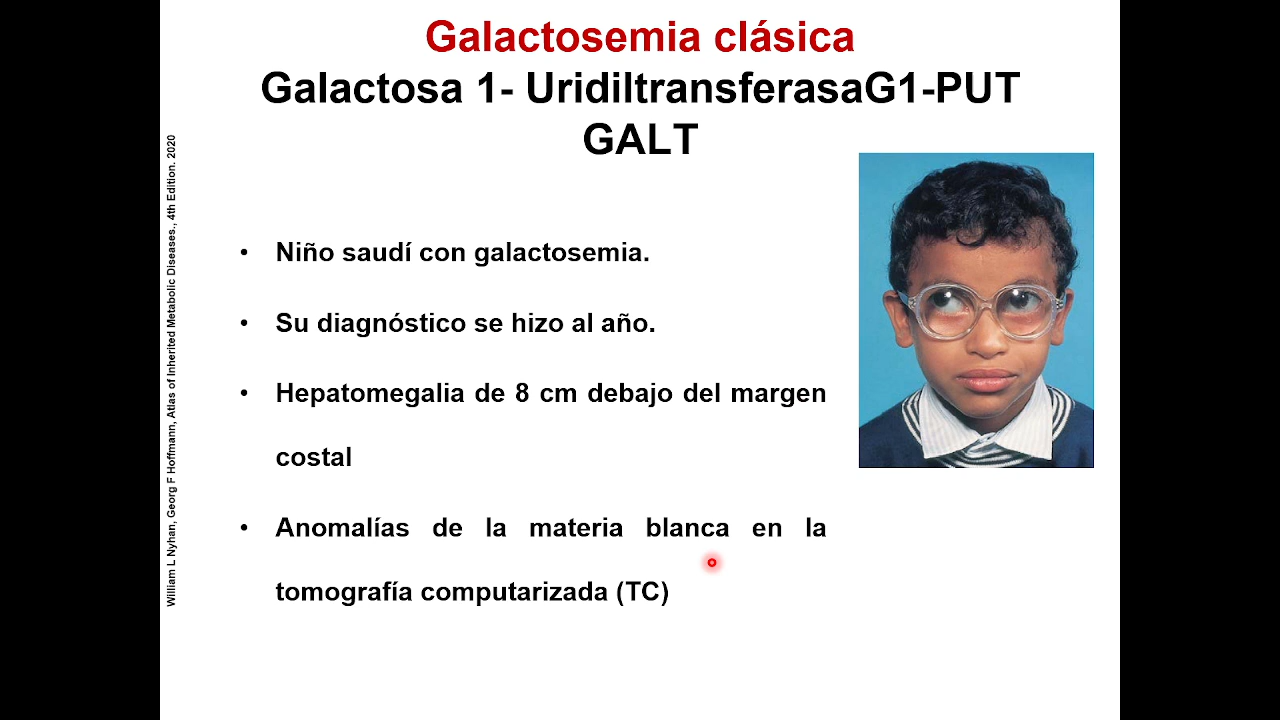 Galactosemia clásica
Galactosa 1- UridiltransferasaG1-PUT
GALT
William L Nyhan, Georg F Hoffmann, Atlas of Inherited Metabolic Diseases., 4th Edition. 2020
• Niño saudí con galactosemia.
• Su diagnóstico se hizo al año.
• Hepatomegalia de 8 cm debajo del margen
costal
• Anomalías de la materia blanca en la
tomografía computarizada (TC)